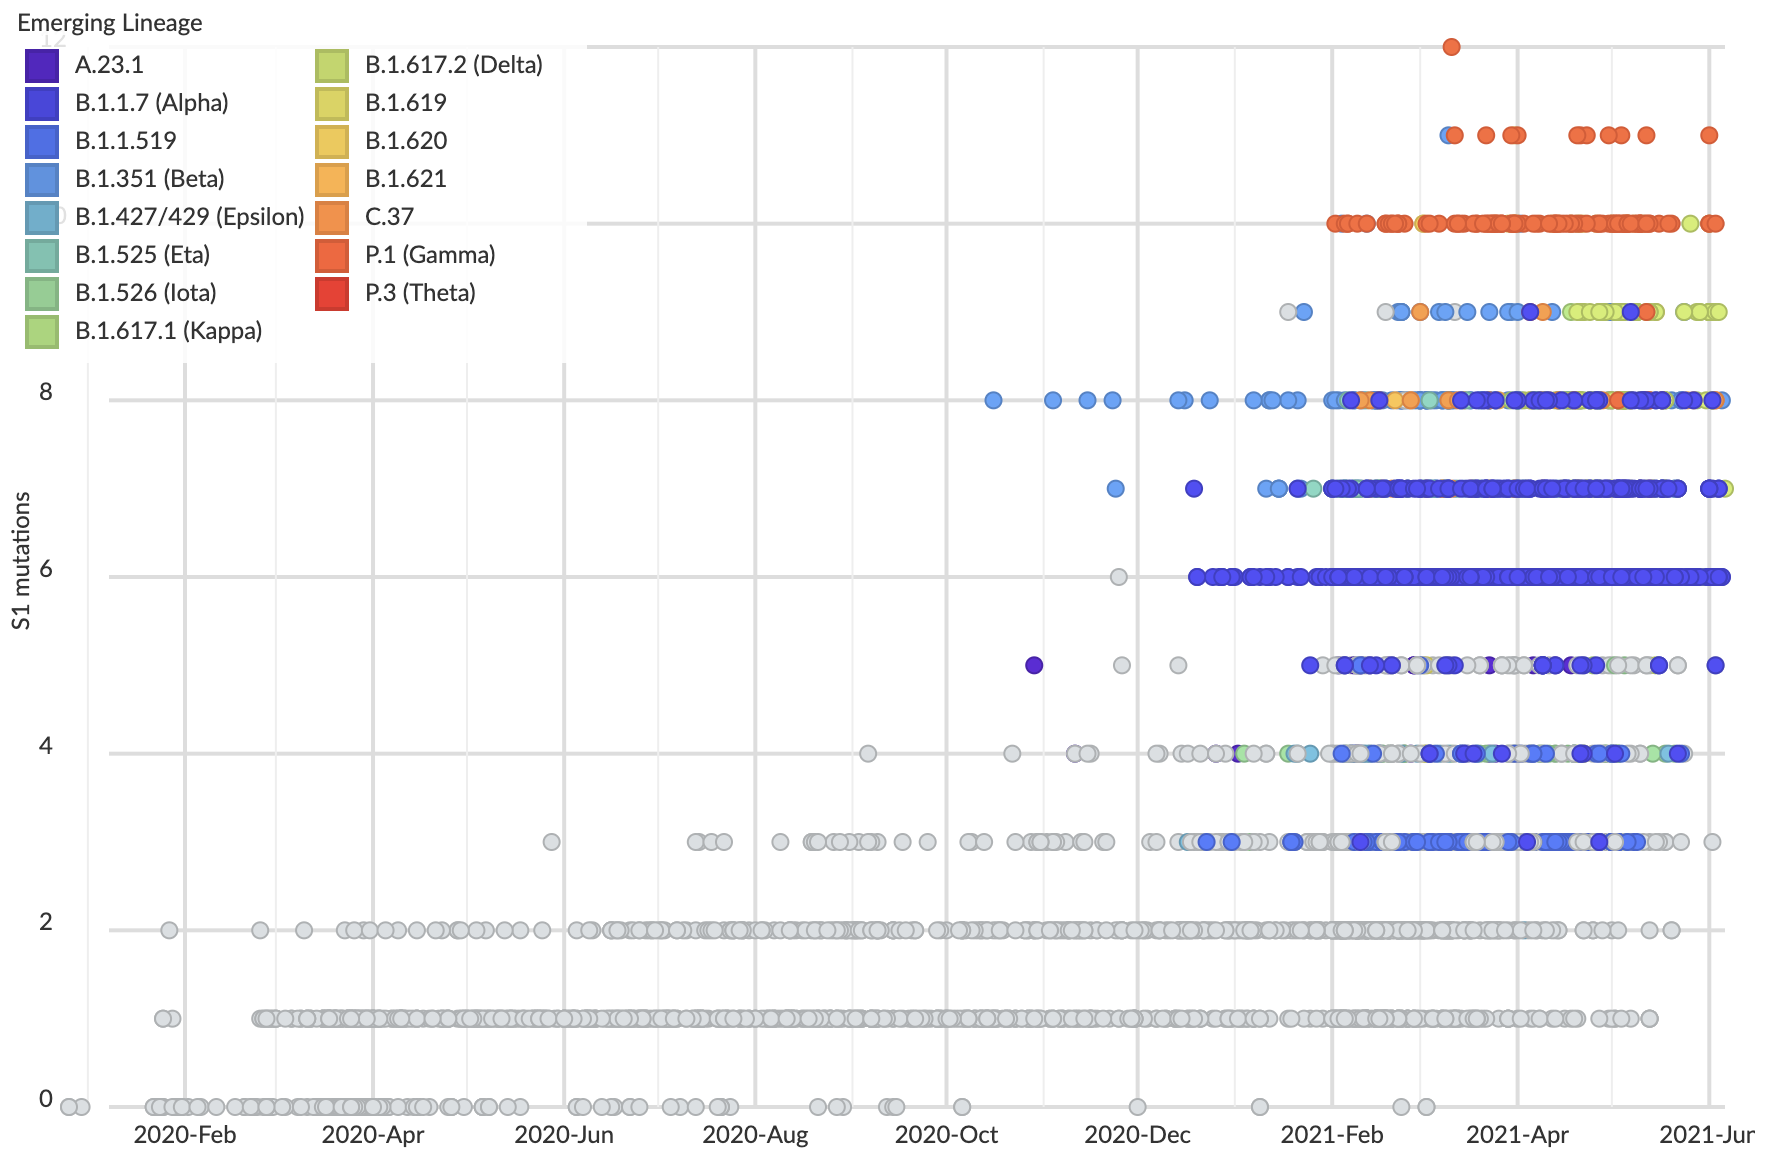 Emerging Lineage
12
A.23.1
B.1.1.7 (Alpha)
B.1.1.519
B.1.351 (Beta)
B.1.427/429 (Epsilon)
B.1.525 (Eta)
B.1.526 (Iota)
B.1.617.1 (Kappa)
B.1.617.2 (Delta)
B.1.619
B.1.620
B.1.621
C.37
P.1 (Gamma)
P.3 (Theta)
S1 mutations
8
6
4
2
0
2020-Feb
2020-Apr
2020-Jun
2020-Aug
2020-Oct
2020-Dec
2021-Feb
2021-Apr
2021-Jur